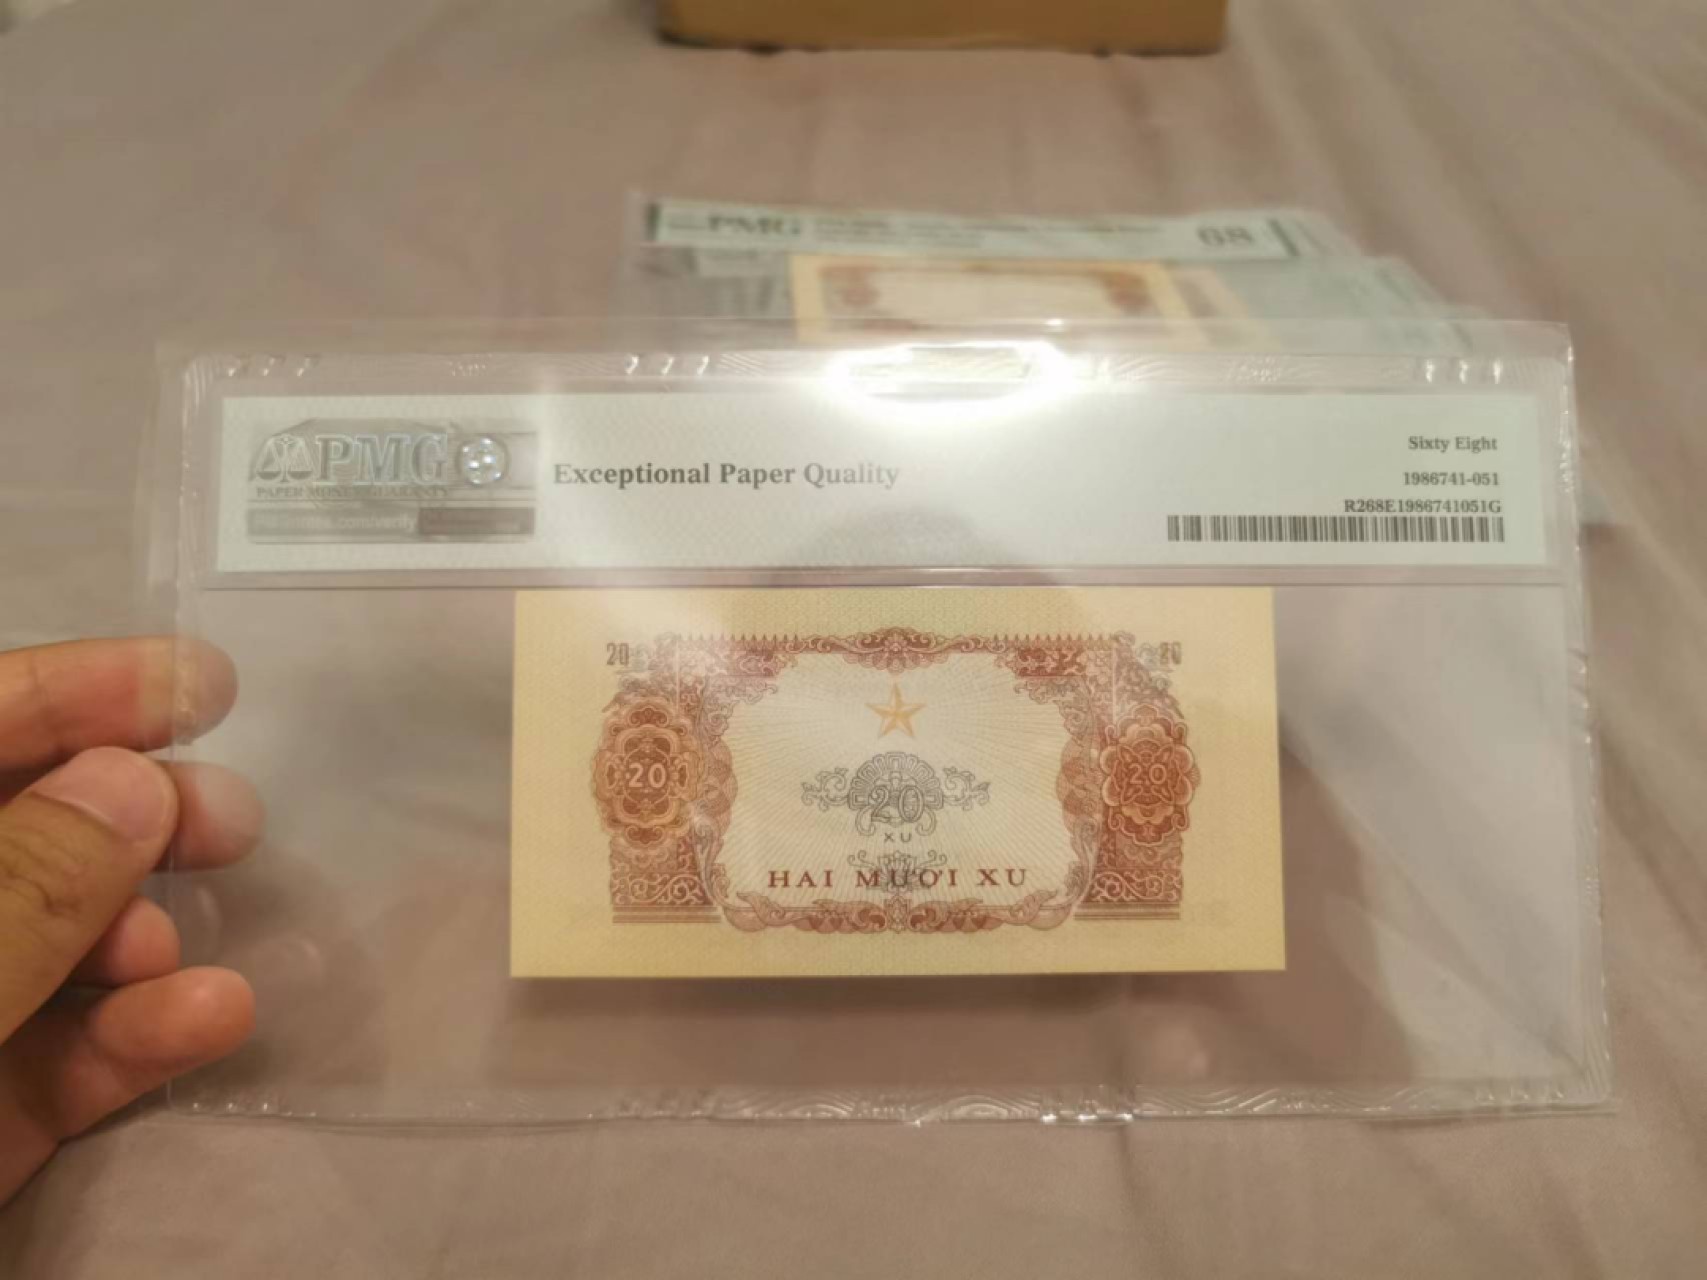 PMG 68
PMG
PAPER MONEY GUARANTY
Exceptional Paper Quality
Sixty Eight
1986741-051
R268E1986741051G
20 20
20 20
20
XU
HAI MƯƠI XU